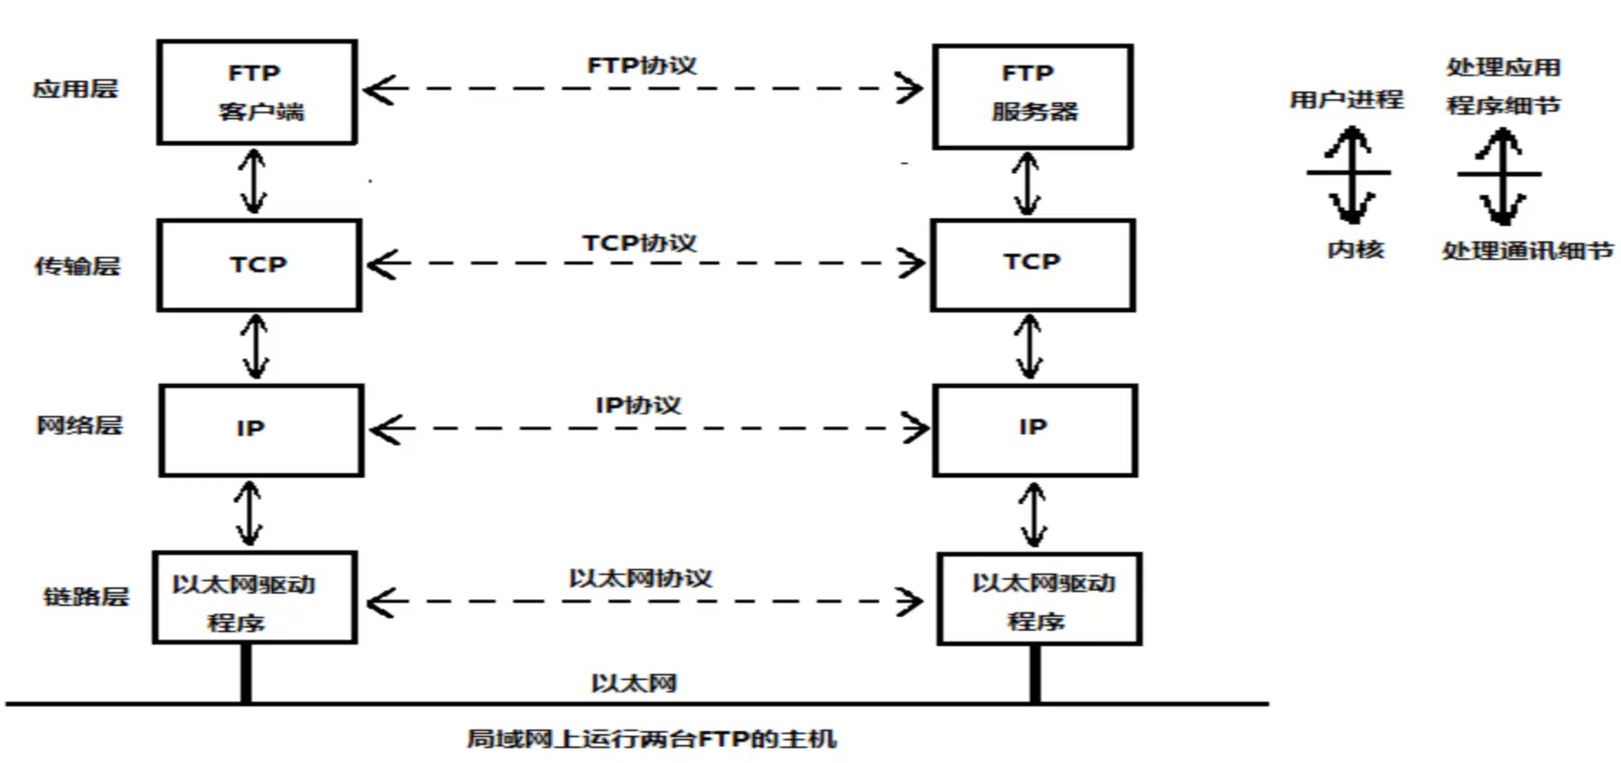 应用层
FTP
客户端
FTP协议
FTP
服务器
用户进程
处理应用
程序细节
内核
处理通讯细节
传输层
TCP
TCP协议
TCP
网络层
IP
IP协议
IP
链路层
以太网驱动
程序
以太网协议
以太网驱动
程序
以太网
局域网上运行两台FTP的主机